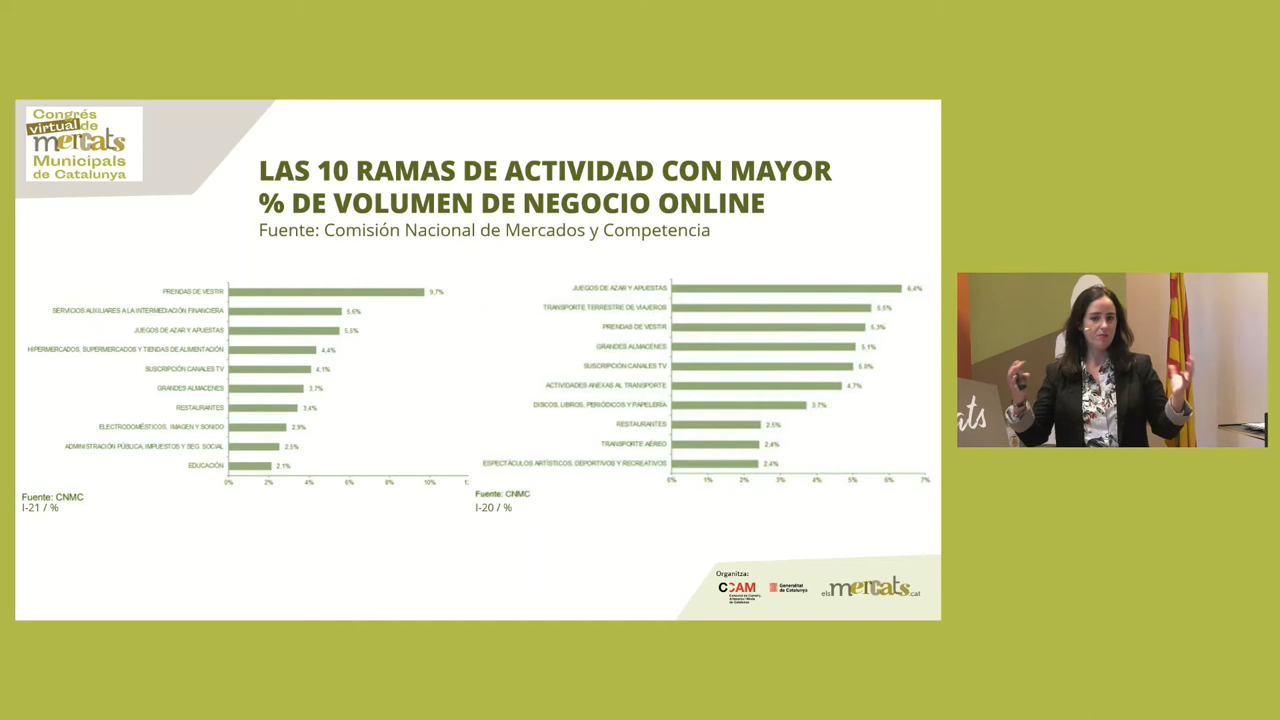 Congrés
virtual de
mercats
Municipals
de Catalunya
LAS 10 RAMAS DE ACTIVIDAD CON MAYOR
% DE VOLUMEN DE NEGOCIO ONLINE
Fuente: Comisión Nacional de Mercados y Competencia
PRENDAS DE VESTIR 9,7%
SERVICIOS AUXILIARES A LA INTERMEDIACIÓN FINANCIERA 5,6%
JUEGOS DE AZAR Y APUESTAS 5,5%
HIPERMERCADOS, SUPERMERCADOS Y TIENDAS DE ALIMENTACIÓN 4,4%
SUSCRIPCIÓN CANALES TV 4,1%
GRANDES ALMACENES 3,7%
RESTAURANTES 3,4%
ELECTRODOMÉSTICOS, IMAGEN Y SONIDO 2,9%
ADMINISTRACIÓN PÚBLICA, IMPUESTOS Y SEG. SOCIAL 2,5%
EDUCACIÓN 2,1%
0% 2% 4% 6% 8% 10%
Fuente: CNMC
I-21 / %
JUEGOS DE AZAR Y APUESTAS 6,4%
TRANSPORTE TERRESTRE DE VIAJEROS 5,5%
PRENDAS DE VESTIR 5,3%
GRANDES ALMACENES 5,1%
SUSCRIPCIÓN CANALES TV 5,0%
ACTIVIDADES ANEXAS AL TRANSPORTE 4,7%
DISCOS, LIBROS, PERIÓDICOS Y PAPELERÍA 3,7%
RESTAURANTES 2,5%
TRANSPORTE AÉREO 2,4%
ESPECTÁCULOS ARTÍSTICOS, DEPORTIVOS Y RECREATIVOS 2,4%
0% 1% 2% 3% 4% 5% 6% 7%
Fuente: CNMC
I-20 / %
Organitza:
CCAM
Consorci de Comerç,
Artesania i Moda
de Catalunya
Generalitat
de Catalunya
elsmercats.cat
ats